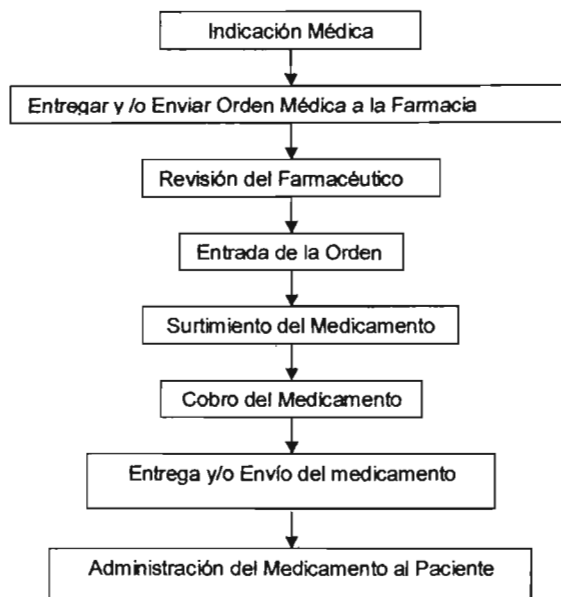 Indicación Médica
Entregar y /o Enviar Orden Médica a la Farmacia
Revisión del Farmacéutico
Entrada de la Orden
Surtimiento del Medicamento
Cobro del Medicamento
Entrega y/o Envío del medicamento
Administración del Medicamento al Paciente